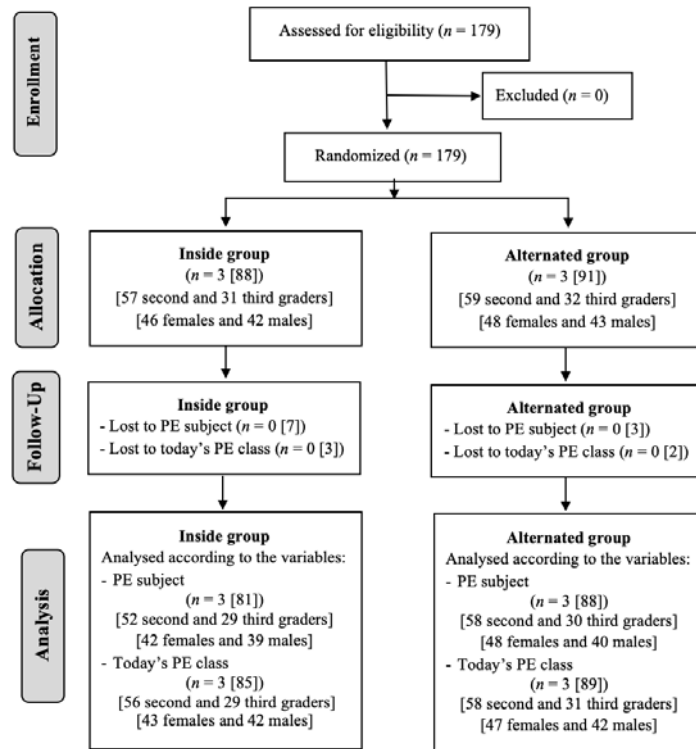 Enrollment
Assessed for eligibility (n = 179)
Excluded (n = 0)
Randomized (n = 179)
Allocation
Inside group
(n = 3 [88])
[57 second and 31 third graders]
[46 females and 42 males]
Alternated group
(n = 3 [91])
[59 second and 32 third graders]
[48 females and 43 males]
Follow-Up
Inside group
- Lost to PE subject (n = 0 [7])
- Lost to today's PE class (n = 0 [3])
Alternated group
- Lost to PE subject (n = 0 [3])
- Lost to today's PE class (n = 0 [2])
Analysis
Inside group
Analysed according to the variables:
- PE subject
(n = 3 [81])
[52 second and 29 third graders]
[42 females and 39 males]
- Today's PE class
(n = 3 [85])
[56 second and 29 third graders]
[43 females and 42 males]
Alternated group
Analysed according to the variables:
- PE subject
(n = 3 [88])
[58 second and 30 third graders]
[48 females and 40 males]
- Today's PE class
(n = 3 [89])
[58 second and 31 third graders]
[47 females and 42 males]